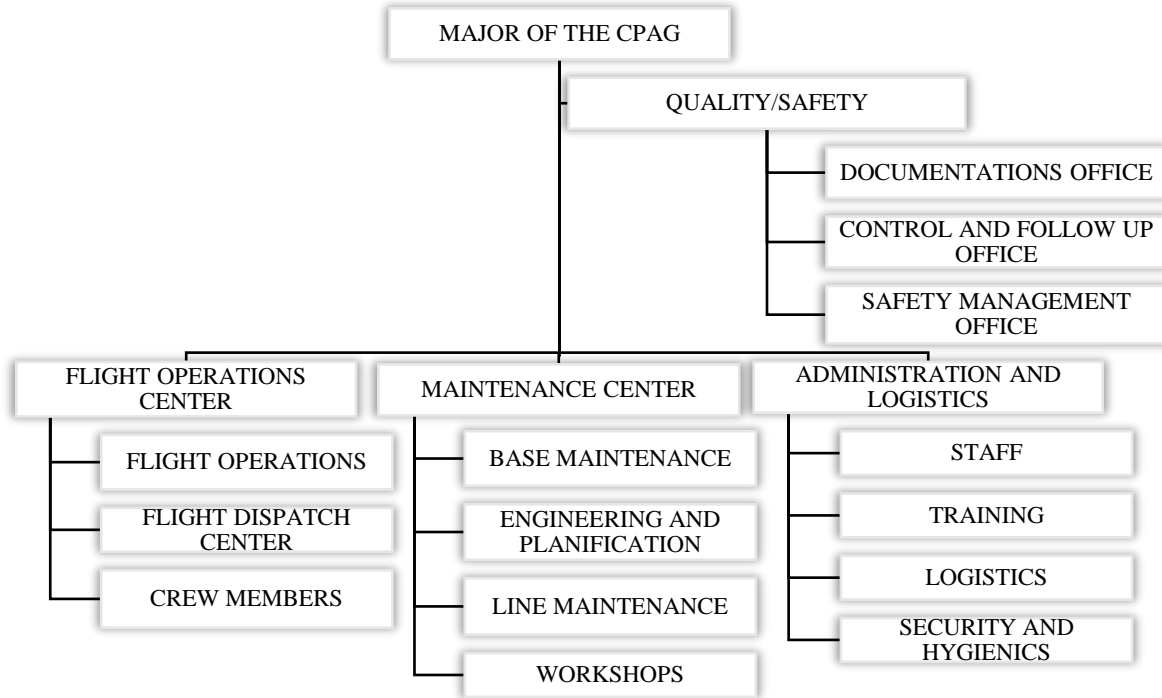 MAJOR OF THE CPAG
QUALITY/SAFETY
DOCUMENTATIONS OFFICE
CONTROL AND FOLLOW UP
OFFICE
SAFETY MANAGEMENT
OFFICE
FLIGHT OPERATIONS
CENTER
FLIGHT OPERATIONS
FLIGHT DISPATCH
CENTER
CREW MEMBERS
MAINTENANCE CENTER
BASE MAINTENANCE
ENGINEERING AND
PLANIFICATION
LINE MAINTENANCE
WORKSHOPS
ADMINISTRATION AND
LOGISTICS
STAFF
TRAINING
LOGISTICS
SECURITY AND
HYGIENICS